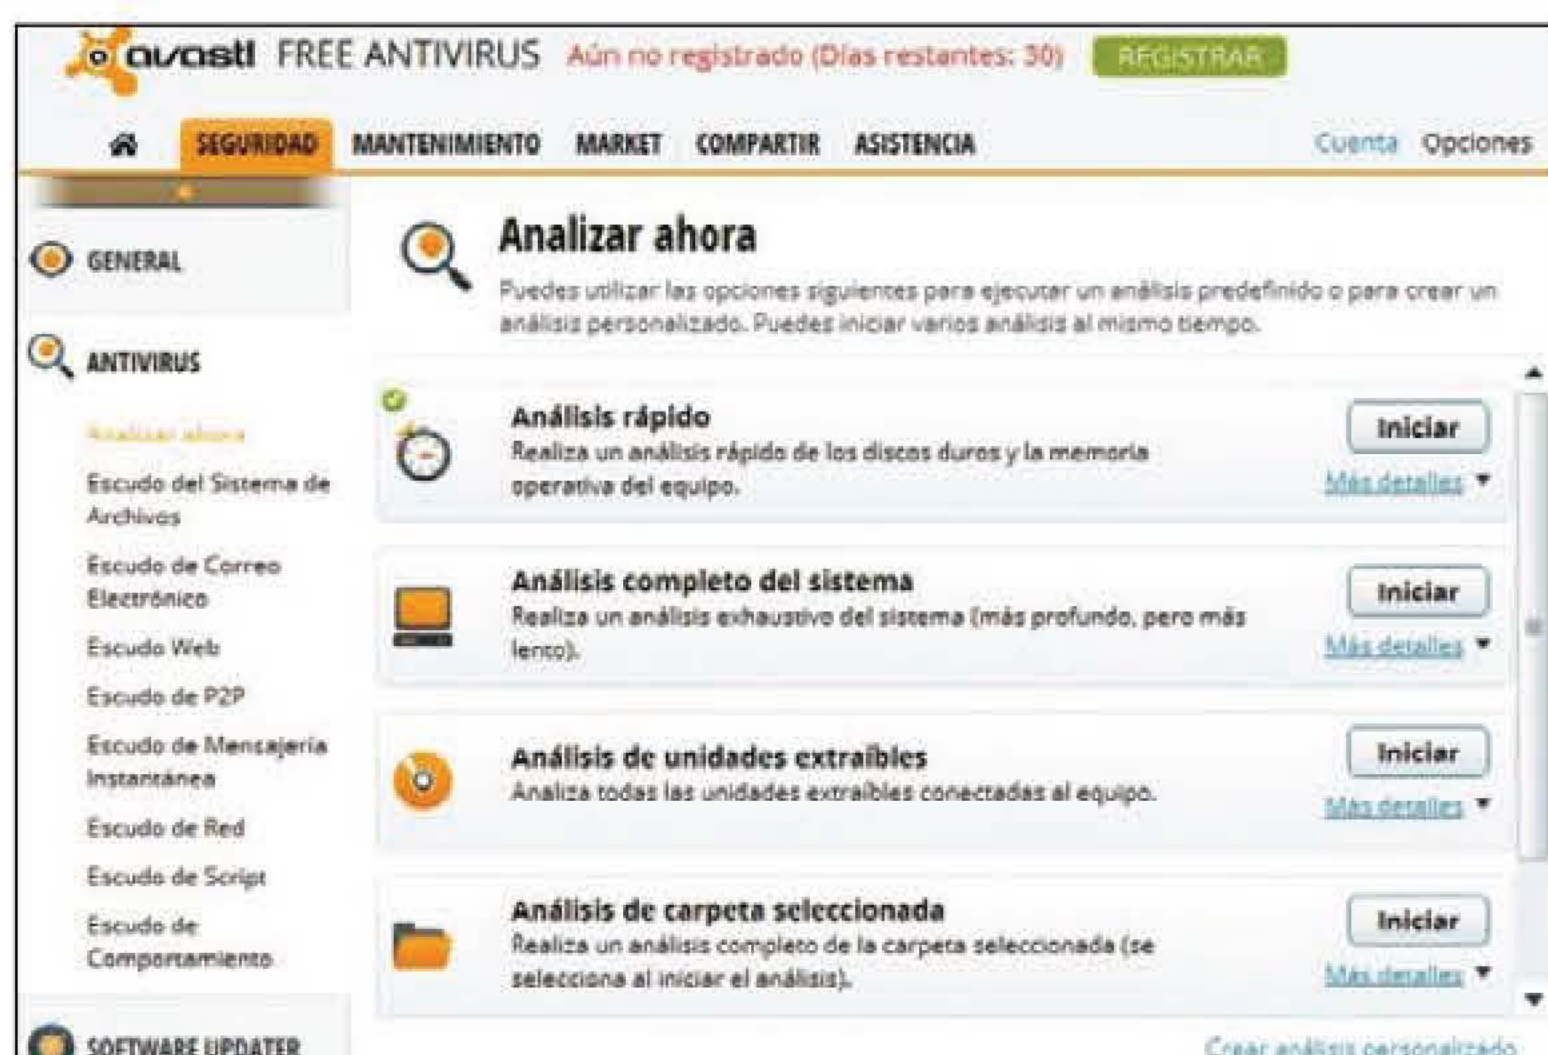 avast! FREE ANTIVIRUS Aún no registrado (Días restantes: 30) REGISTRAR
SEGURIDAD MANTENIMIENTO MARKET COMPARTIR ASISTENCIA Cuenta Opciones
GENERAL
ANTIVIRUS
Analizar ahora
Escudo del Sistema de
Archivos
Escudo de Correo
Electrónico
Escudo Web
Escudo de P2P
Escudo de Mensajería
Instantánea
Escudo de Red
Escudo de Script
Escudo de
Comportamiento
SOFTWARE UPDATER
Analizar ahora
Puedes utilizar las opciones siguientes para ejecutar un análisis predefinido o para crear un
análisis personalizado. Puedes iniciar varios análisis al mismo tiempo.
Análisis rápido
Realiza un análisis rápido de los discos duros y la memoria
operativa del equipo.
Iniciar
Más detalles
Análisis completo del sistema
Realiza un análisis exhaustivo del sistema (más profundo, pero más
lento).
Iniciar
Más detalles
Análisis de unidades extraíbles
Analiza todas las unidades extraíbles conectadas al equipo.
Iniciar
Más detalles
Análisis de carpeta seleccionada
Realiza un análisis completo de la carpeta seleccionada (se
selecciona al iniciar el análisis).
Iniciar
Más detalles
Crear análisis personalizado